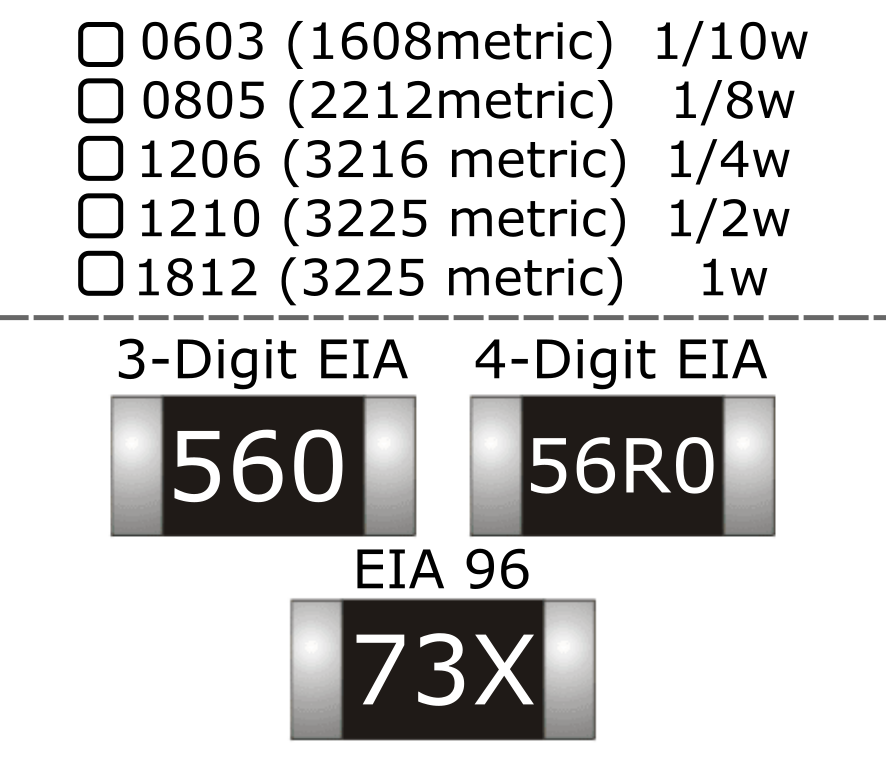 0603 (1608metric) 1/10w
0805 (2212metric) 1/8w
1206 (3216 metric) 1/4w
1210 (3225 metric) 1/2w
1812 (3225 metric) 1w
3-Digit EIA 4-Digit EIA
560 56R0
EIA 96
73X